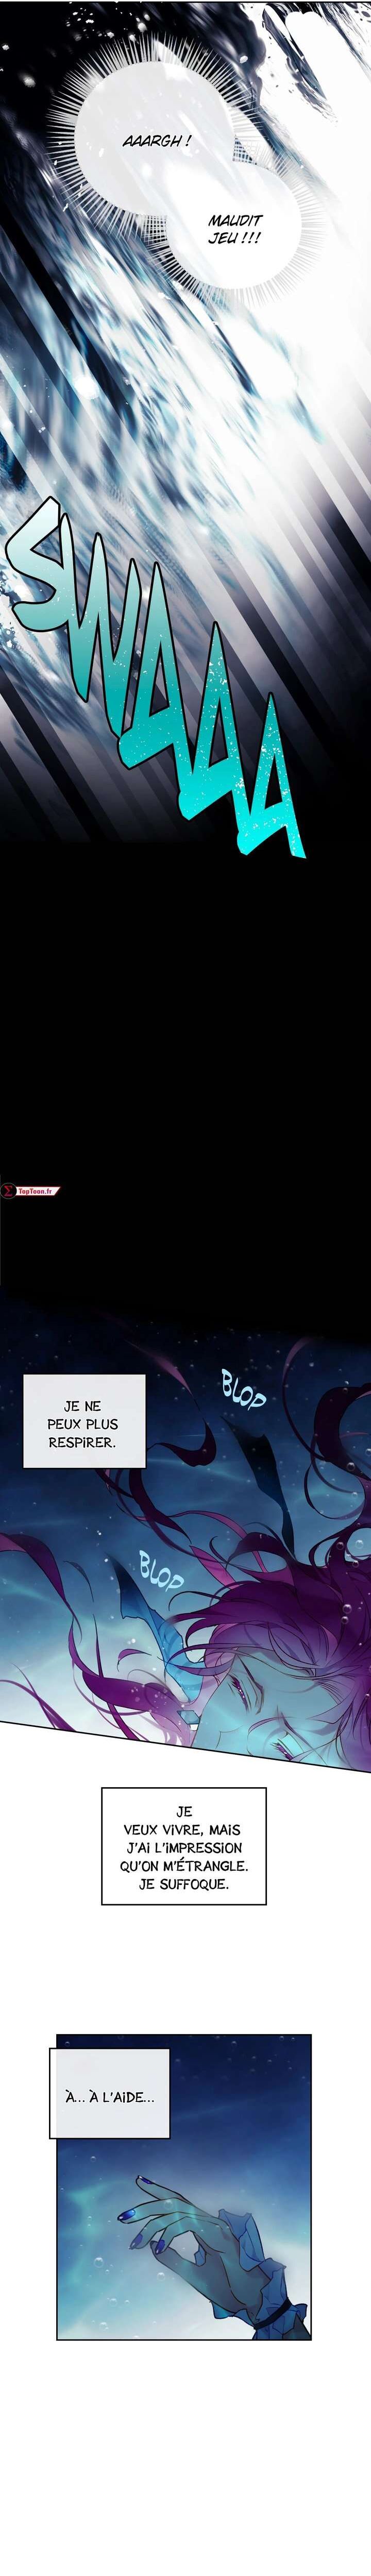 AAARGH !
MAUDIT
JEU !!!
SWAAA
TopToon.fr
BLOP
JE NE
PEUX PLUS
RESPIRER.
BLOP
JE
VEUX VIVRE, MAIS
J'AI L'IMPRESSION
QU'ON M'ÉTRANGLE.
JE SUFFOQUE.
À... À L'AIDE...